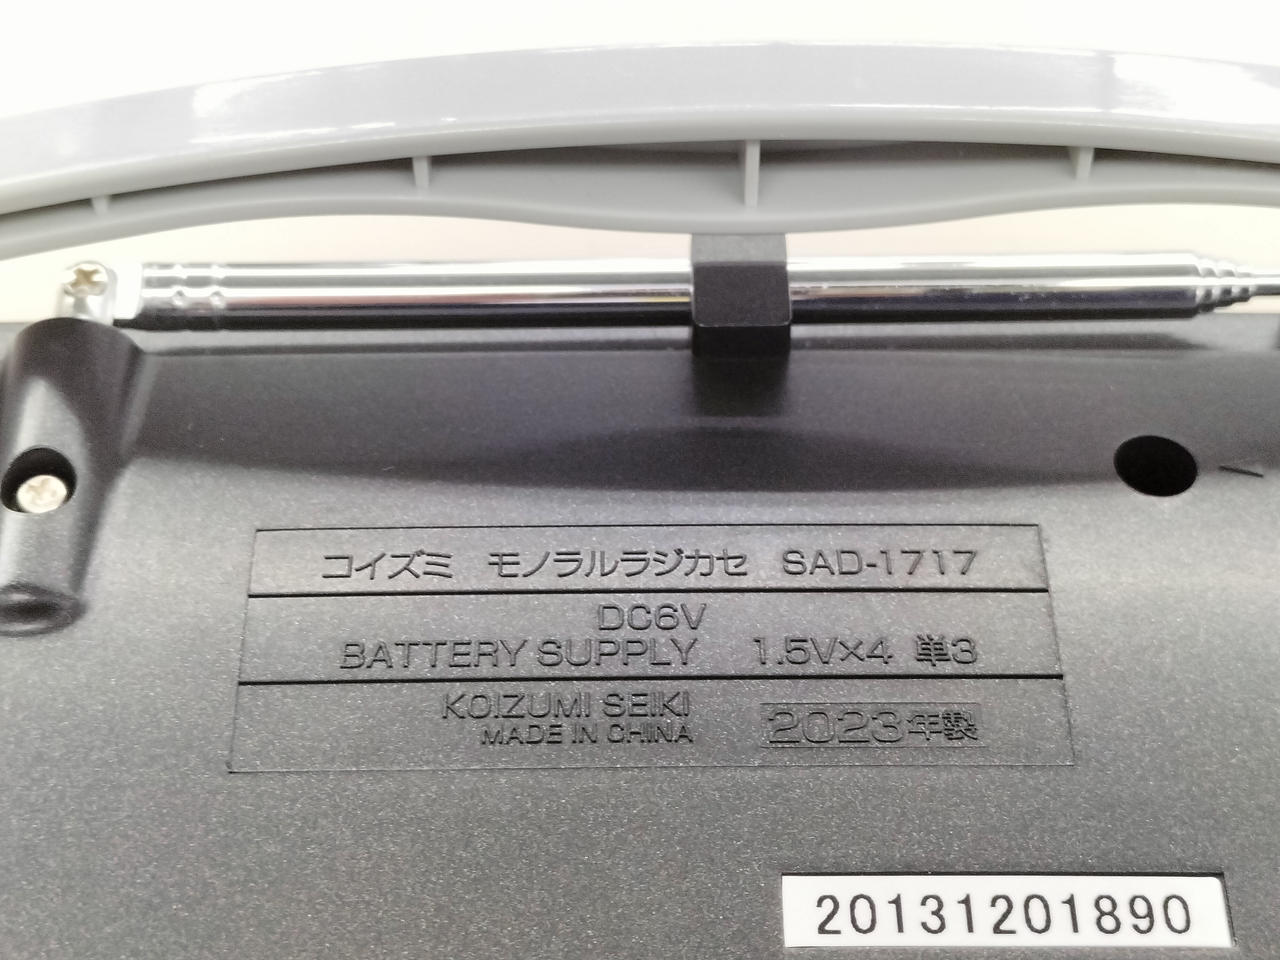 コイズミ モノラルラジカセ SAD-1717
DC6V
BATTERY SUPPLY 1.5V×4 単3
KOIZUMI SEIKI
MADE IN CHINA
2023年製
20131201890